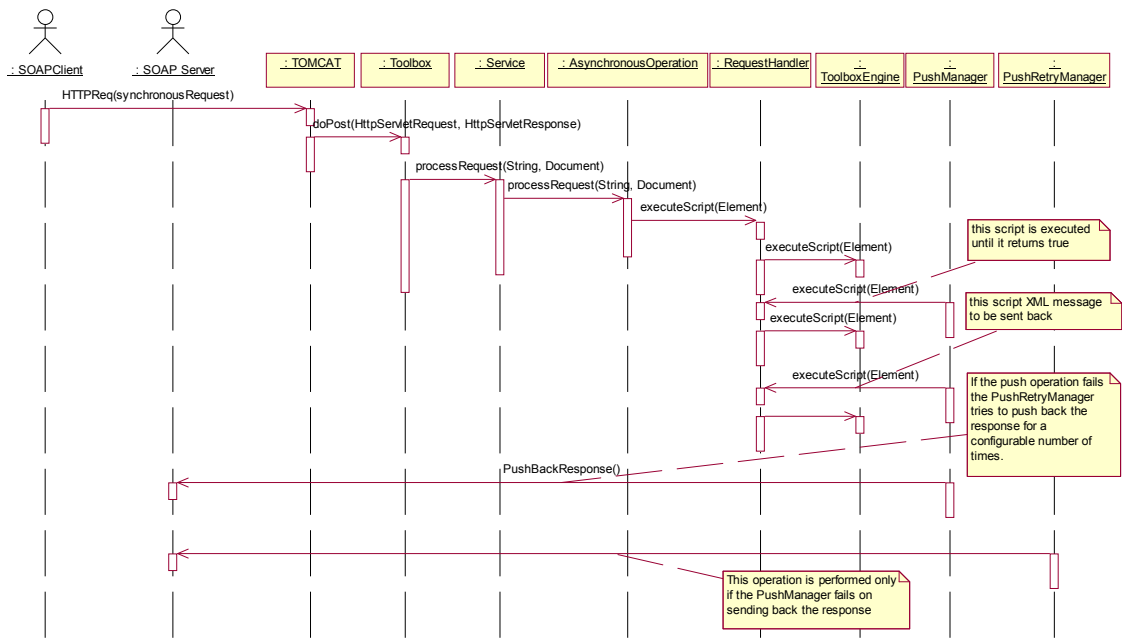 : SOAPClient
: SOAP Server
: TOMCAT
: Toolbox
: Service
: AsynchronousOperation
: RequestHandler
:
ToolboxEngine
:
PushManager
:
PushRetryManager
HTTPReq(synchronousRequest)
doPost(HttpServletRequest, HttpServletResponse)
processRequest(String, Document)
processRequest(String, Document)
executeScript(Element)
this script is executed
until it returns true
executeScript(Element)
executeScript(Element)
this script XML message
to be sent back
executeScript(Element)
executeScript(Element)
If the push operation fails
the PushRetryManager
tries to push back the
response for a
configurable number of
times.
PushBackResponse()
This operation is performed only
if the PushManager fails on
sending back the response